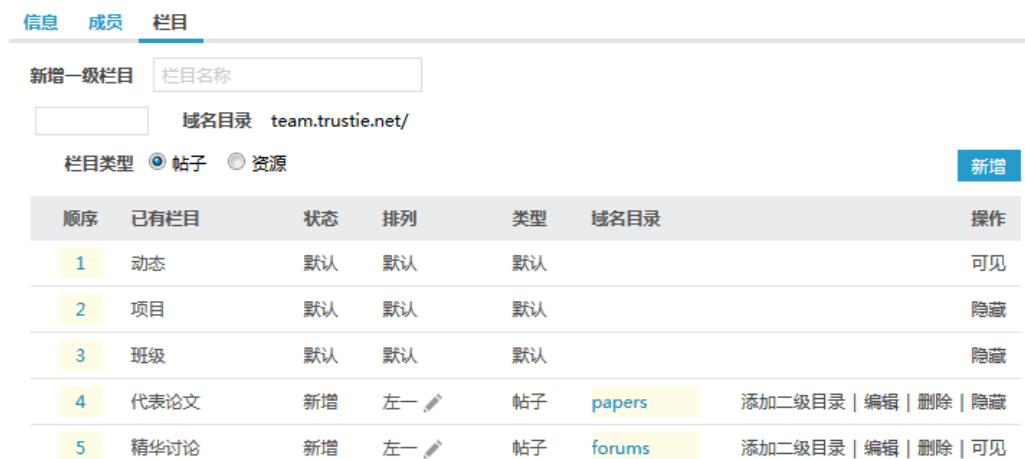 信息 成员 栏目
新增一级栏目 栏目名称
域名目录 team.trustie.net/
栏目类型 帖子 资源 新增
顺序 已有栏目 状态 排列 类型 域名目录 操作
1 动态 默认 默认 默认 可见
2 项目 默认 默认 默认 隐藏
3 班级 默认 默认 默认 隐藏
4 代表论文 新增 左一 帖子 papers 添加二级目录 | 编辑 | 删除 | 隐藏
5 精华讨论 新增 左一 帖子 forums 添加二级目录 | 编辑 | 删除 | 可见